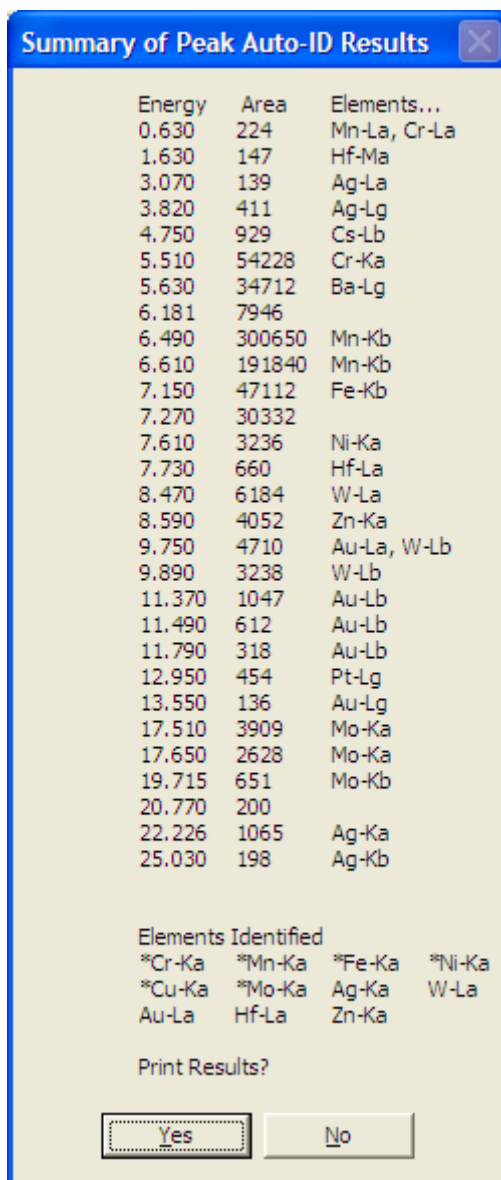 Summary of Peak Auto-ID Results
Energy Area Elements...
0.630 224 Mn-La, Cr-La
1.630 147 Hf-Ma
3.070 139 Ag-La
3.820 411 Ag-Lg
4.750 929 Cs-Lb
5.510 54228 Cr-Ka
5.630 34712 Ba-Lg
6.181 7946
6.490 300650 Mn-Kb
6.610 191840 Mn-Kb
7.150 47112 Fe-Kb
7.270 30332
7.610 3236 Ni-Ka
7.730 660 Hf-La
8.470 6184 W-La
8.590 4052 Zn-Ka
9.750 4710 Au-La, W-Lb
9.890 3238 W-Lb
11.370 1047 Au-Lb
11.490 612 Au-Lb
11.790 318 Au-Lb
12.950 454 Pt-Lg
13.550 136 Au-Lg
17.510 3909 Mo-Ka
17.650 2628 Mo-Ka
19.715 651 Mo-Kb
20.770 200
22.226 1065 Ag-Ka
25.030 198 Ag-Kb
Elements Identified
*Cr-Ka *Mn-Ka *Fe-Ka *Ni-Ka
*Cu-Ka *Mo-Ka Ag-Ka W-La
Au-La Hf-La Zn-Ka
Print Results?
Yes No